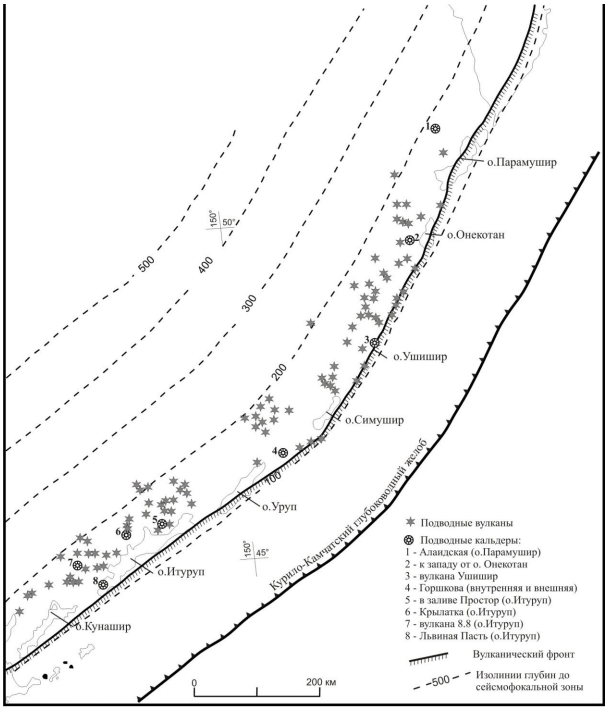 1
о.Парамушир
150°
50°
2
о.Онекотан
500
400
300
3
о.Ушишир
200
о.Симушир
4
100
Курило-Камчатский глубоководный желоб
о.Уруп
5
6
150°
45°
7
о.Итуруп
8
о.Кунашир
Подводные вулканы
Подводные кальдеры:
1 - Алаидская (о.Парамушир)
2 - к западу от о. Онекотан
3 - вулкана Ушишир
4 - Горшкова (внутренняя и внешняя)
5 - в заливе Простор (о.Итуруп)
6 - Крылатка (о.Итуруп)
7 - вулкана 8.8 (о.Итуруп)
8 - Львиная Пасть (о.Итуруп)
Вулканический фронт
-500
Изолинии глубин до
сейсмофокальной зоны
0
200 км